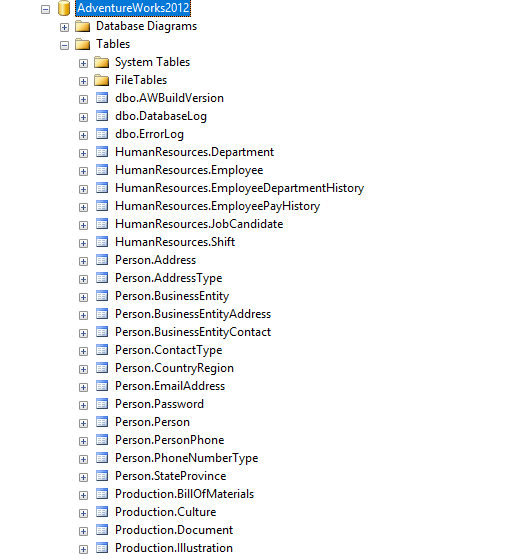 AdventureWorks2012
Database Diagrams
Tables
System Tables
FileTables
dbo.AWBuildVersion
dbo.DatabaseLog
dbo.ErrorLog
HumanResources.Department
HumanResources.Employee
HumanResources.EmployeeDepartmentHistory
HumanResources.EmployeePayHistory
HumanResources.JobCandidate
HumanResources.Shift
Person.Address
Person.AddressType
Person.BusinessEntity
Person.BusinessEntityAddress
Person.BusinessEntityContact
Person.ContactType
Person.CountryRegion
Person.EmailAddress
Person.Password
Person.Person
Person.PersonPhone
Person.PhoneNumberType
Person.StateProvince
Production.BillOfMaterials
Production.Culture
Production.Document
Production.Illustration